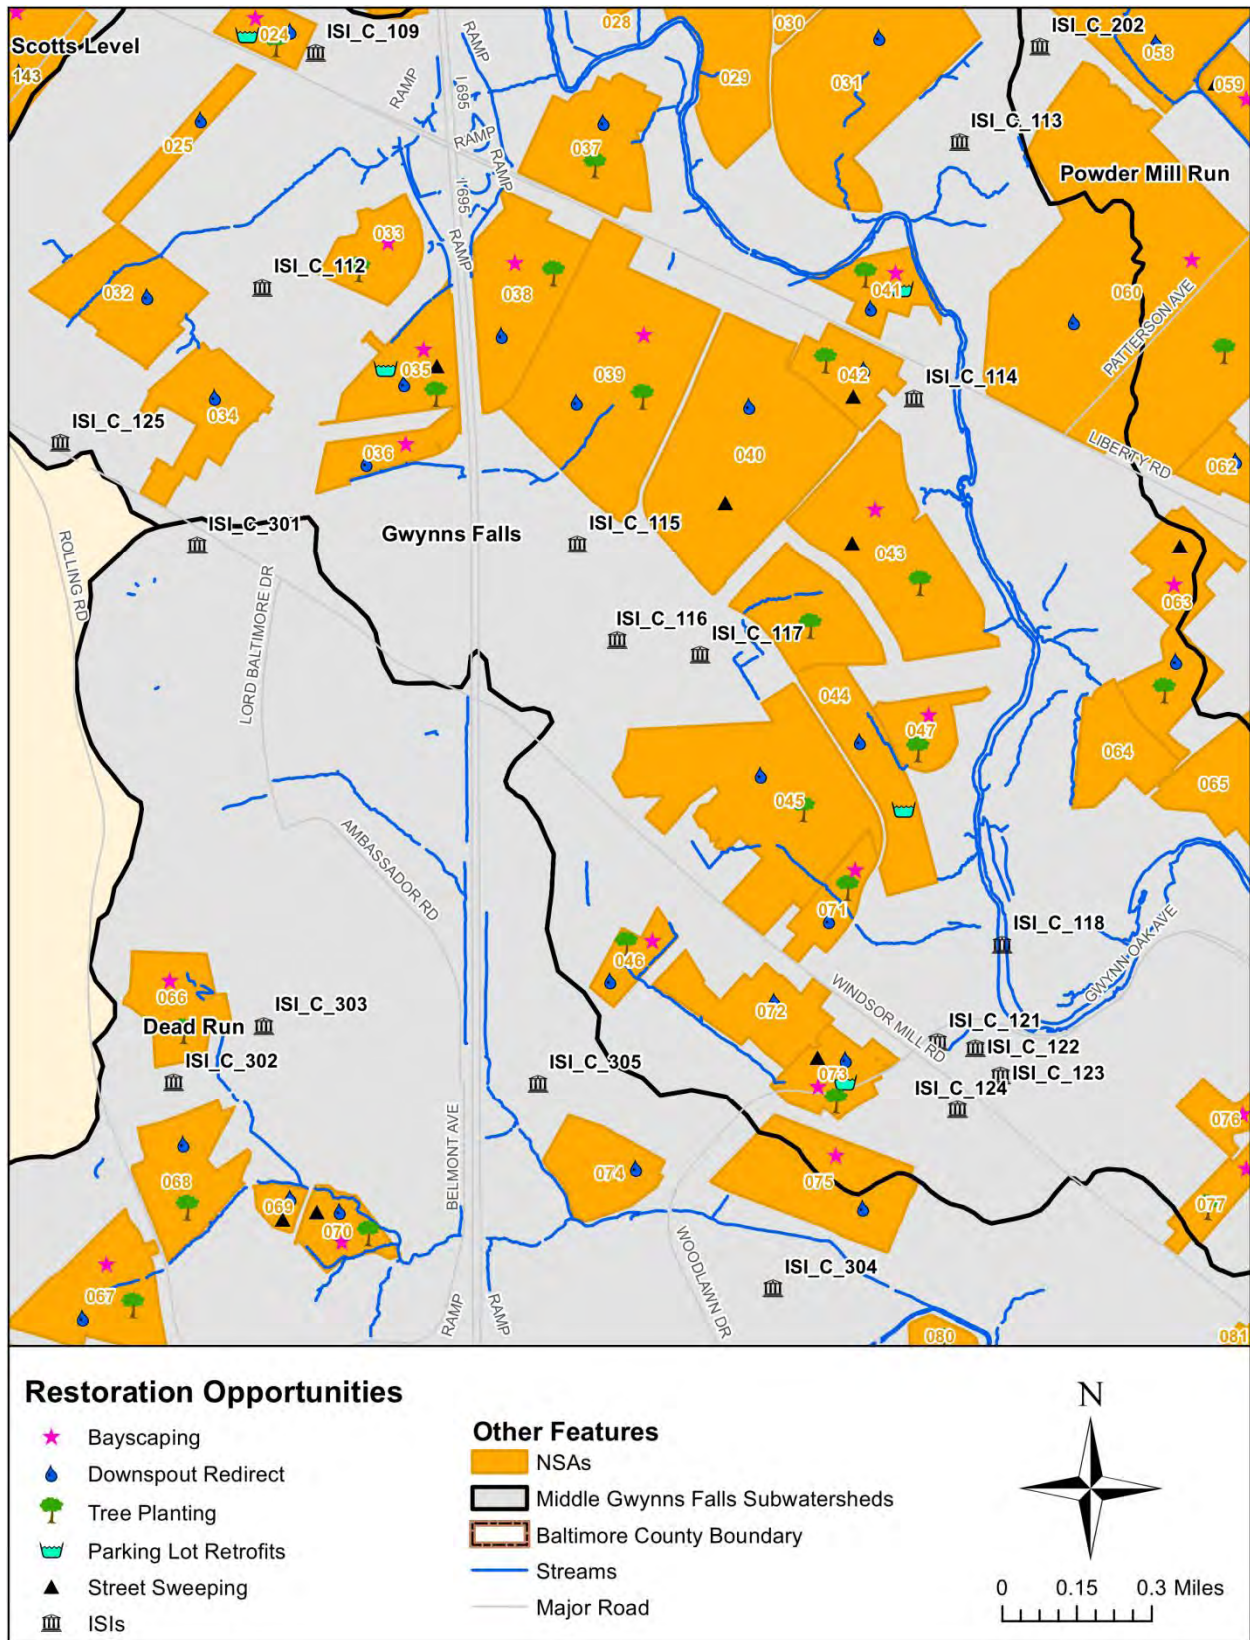 028
030
ISI_C_109
024
ISI_C_202
058
Scotts Level
143
RAMP
RAMP
I 695
029
031
059
025
RAMP
037
ISI_C_113
RAMP
I 695
Powder Mill Run
033
RAMP
032
ISI_C_112
038
041
060
PATTERSON AVE
035
039
042
ISI_C_114
034
ISI_C_125
036
040
LIBERTY RD
062
ISI_C_301
Gwynns Falls
ISI_C_115
043
ROLLING RD
LORD BALTIMORE DR
063
ISI_C_116
ISI_C_117
044
047
064
065
045
AMBASSADOR RD
071
ISI_C_118
GWYNN OAK AVE
046
066
072
WINDSOR MILL RD
Dead Run
ISI_C_303
ISI_C_121
ISI_C_122
ISI_C_302
ISI_C_305
073
ISI_C_123
ISI_C_124
076
BELMONT AVE
074
075
068
069
070
077
WOODLAWN DR
ISI_C_304
067
RAMP
RAMP
080
081
Restoration Opportunities
Bayscaping
Downspout Redirect
Tree Planting
Parking Lot Retrofits
Street Sweeping
ISIs
Other Features
NSAs
Middle Gwynns Falls Subwatersheds
Baltimore County Boundary
Streams
Major Road
N
0 0.15 0.3 Miles